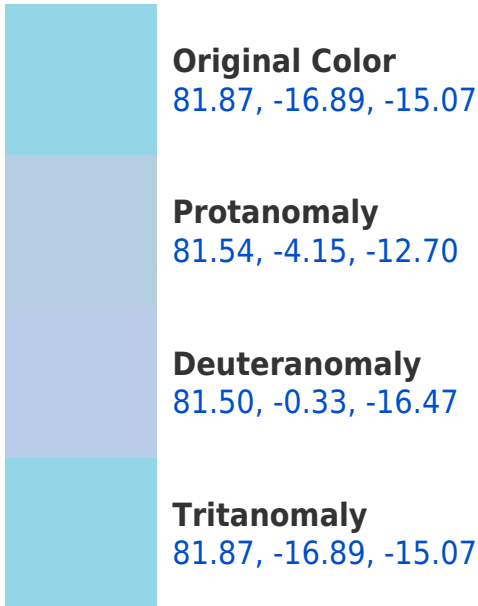 Original Color
81.87, -16.89, -15.07
Protanomaly
81.54, -4.15, -12.70
Deuteranomaly
81.50, -0.33, -16.47
Tritanomaly
81.87, -16.89, -15.07